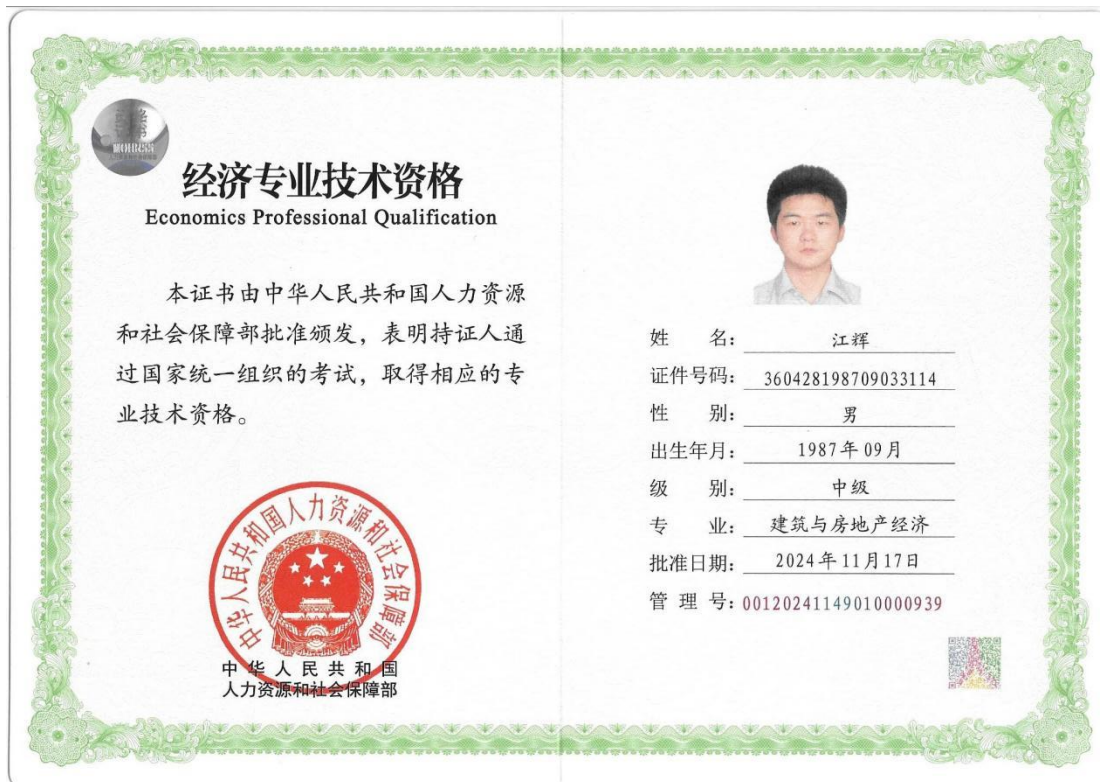 MOHRSS
经济专业技术资格
Economics Professional Qualification
本证书由中华人民共和国人力资源
和社会保障部批准颁发，表明持证人通
过国家统一组织的考试，取得相应的专
业技术资格。
中华人民共和国人力资源和社会保障部
中华人民共和国
人力资源和社会保障部
姓 名：江辉
证件号码：360428198709033114
性 别：男
出生年月：1987年09月
级 别：中级
专 业：建筑与房地产经济
批准日期：2024年11月17日
管 理 号：00120241149010000939